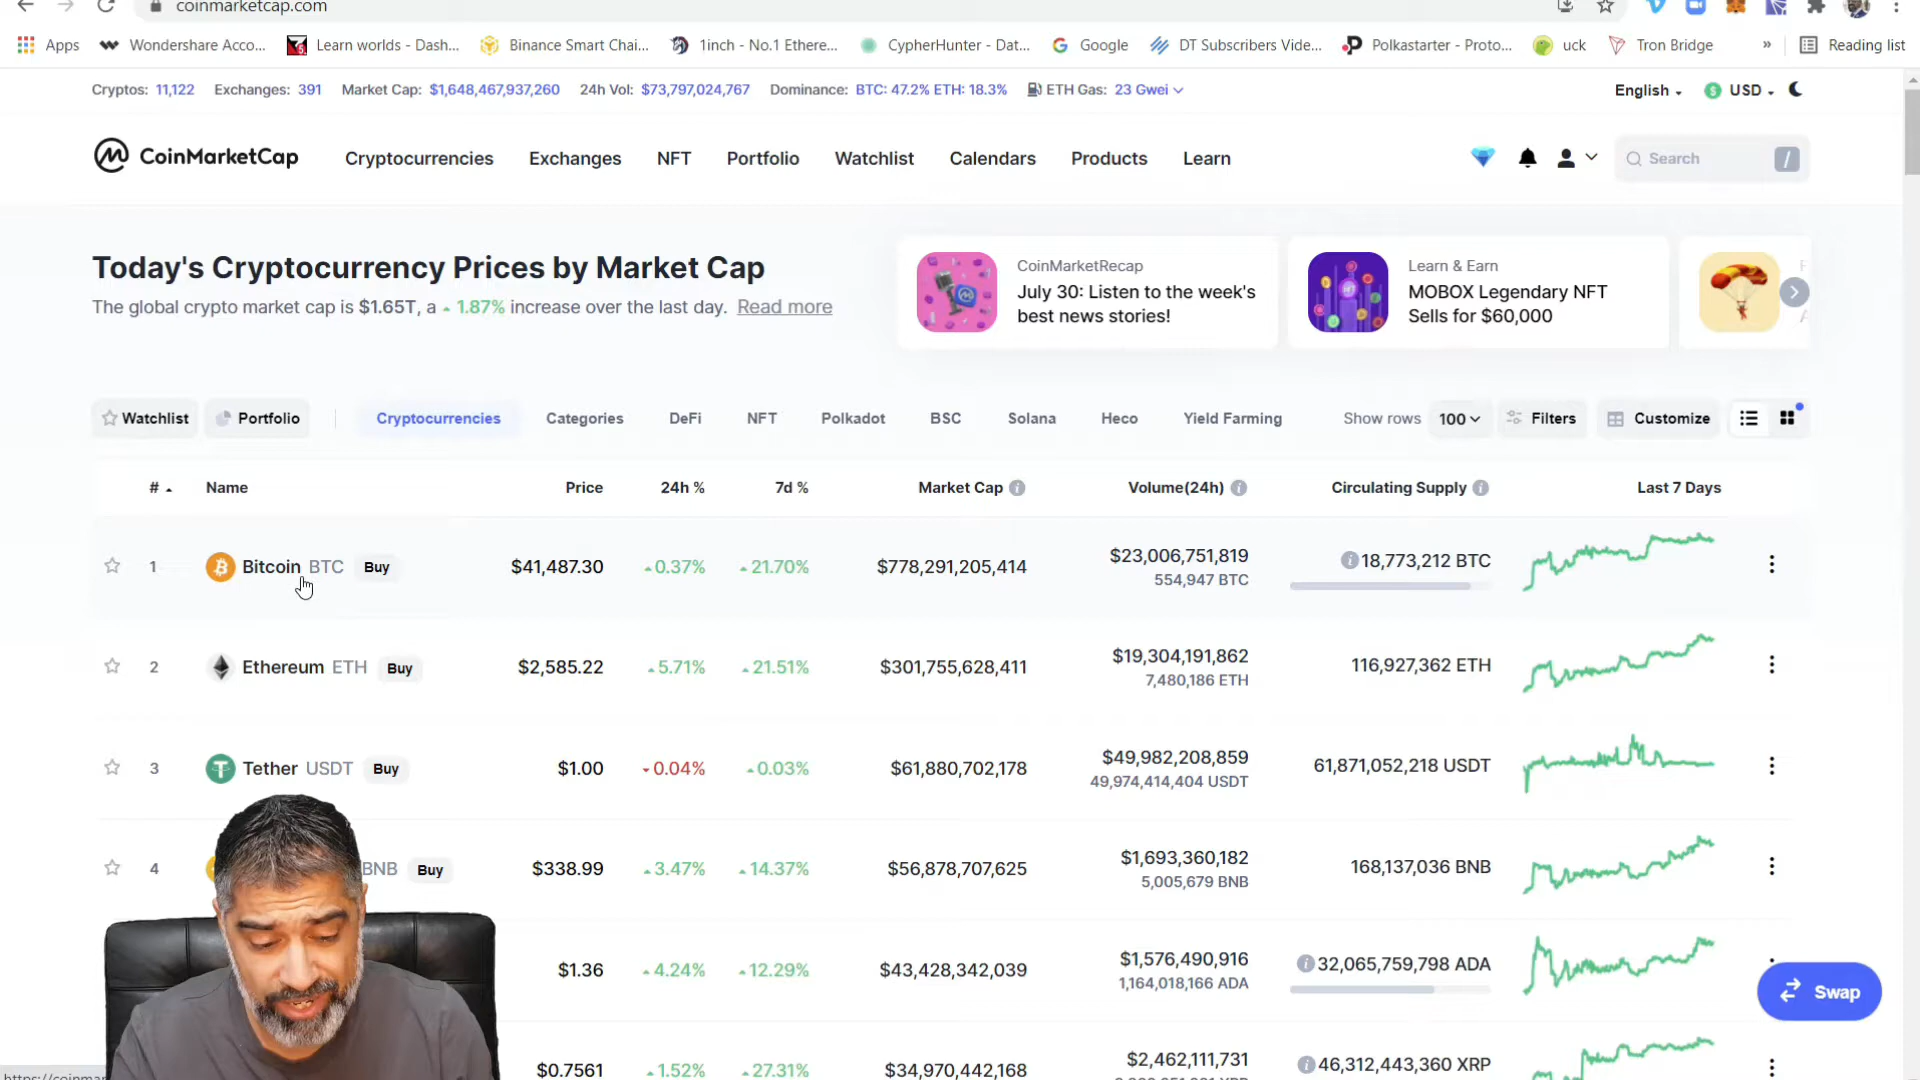 coinmarketcap.com
Apps Wondershare Acco... Learn worlds - Dash... Binance Smart Chai... 1inch - No.1 Ethere... CypherHunter - Dat... Google DT Subscribers Vide... Polkastarter - Proto... uck Tron Bridge » Reading list
Cryptos: 11,122 Exchanges: 391 Market Cap: $1,648,467,937,260 24h Vol: $73,797,024,767 Dominance: BTC: 47.2% ETH: 18.3% ETH Gas: 23 Gwei English USD
CoinMarketCap Cryptocurrencies Exchanges NFT Portfolio Watchlist Calendars Products Learn Search /
Today's Cryptocurrency Prices by Market Cap
The global crypto market cap is $1.65T, a 1.87% increase over the last day. Read more
CoinMarketRecap
July 30: Listen to the week's
best news stories!
Learn & Earn
MOBOX Legendary NFT
Sells for $60,000
Watchlist Portfolio Cryptocurrencies Categories DeFi NFT Polkadot BSC Solana Heco Yield Farming Show rows 100 Filters Customize
# Name Price 24h % 7d % Market Cap Volume(24h) Circulating Supply Last 7 Days
1 Bitcoin BTC Buy $41,487.30 0.37% 21.70% $778,291,205,414 $23,006,751,819 18,773,212 BTC
554,947 BTC
2 Ethereum ETH Buy $2,585.22 5.71% 21.51% $301,755,628,411 $19,304,191,862 116,927,362 ETH
7,480,186 ETH
3 Tether USDT Buy $1.00 0.04% 0.03% $61,880,702,178 $49,982,208,859 61,871,052,218 USDT
49,974,414,404 USDT
4 BNB Buy $338.99 3.47% 14.37% $56,878,707,625 $1,693,360,182 168,137,036 BNB
5,005,679 BNB
$1.36 4.24% 12.29% $43,428,342,039 $1,576,490,916 32,065,759,798 ADA
1,164,018,166 ADA
Swap
$0.7561 1.52% 27.31% $34,970,442,168 $2,462,111,731 46,312,443,360 XRP